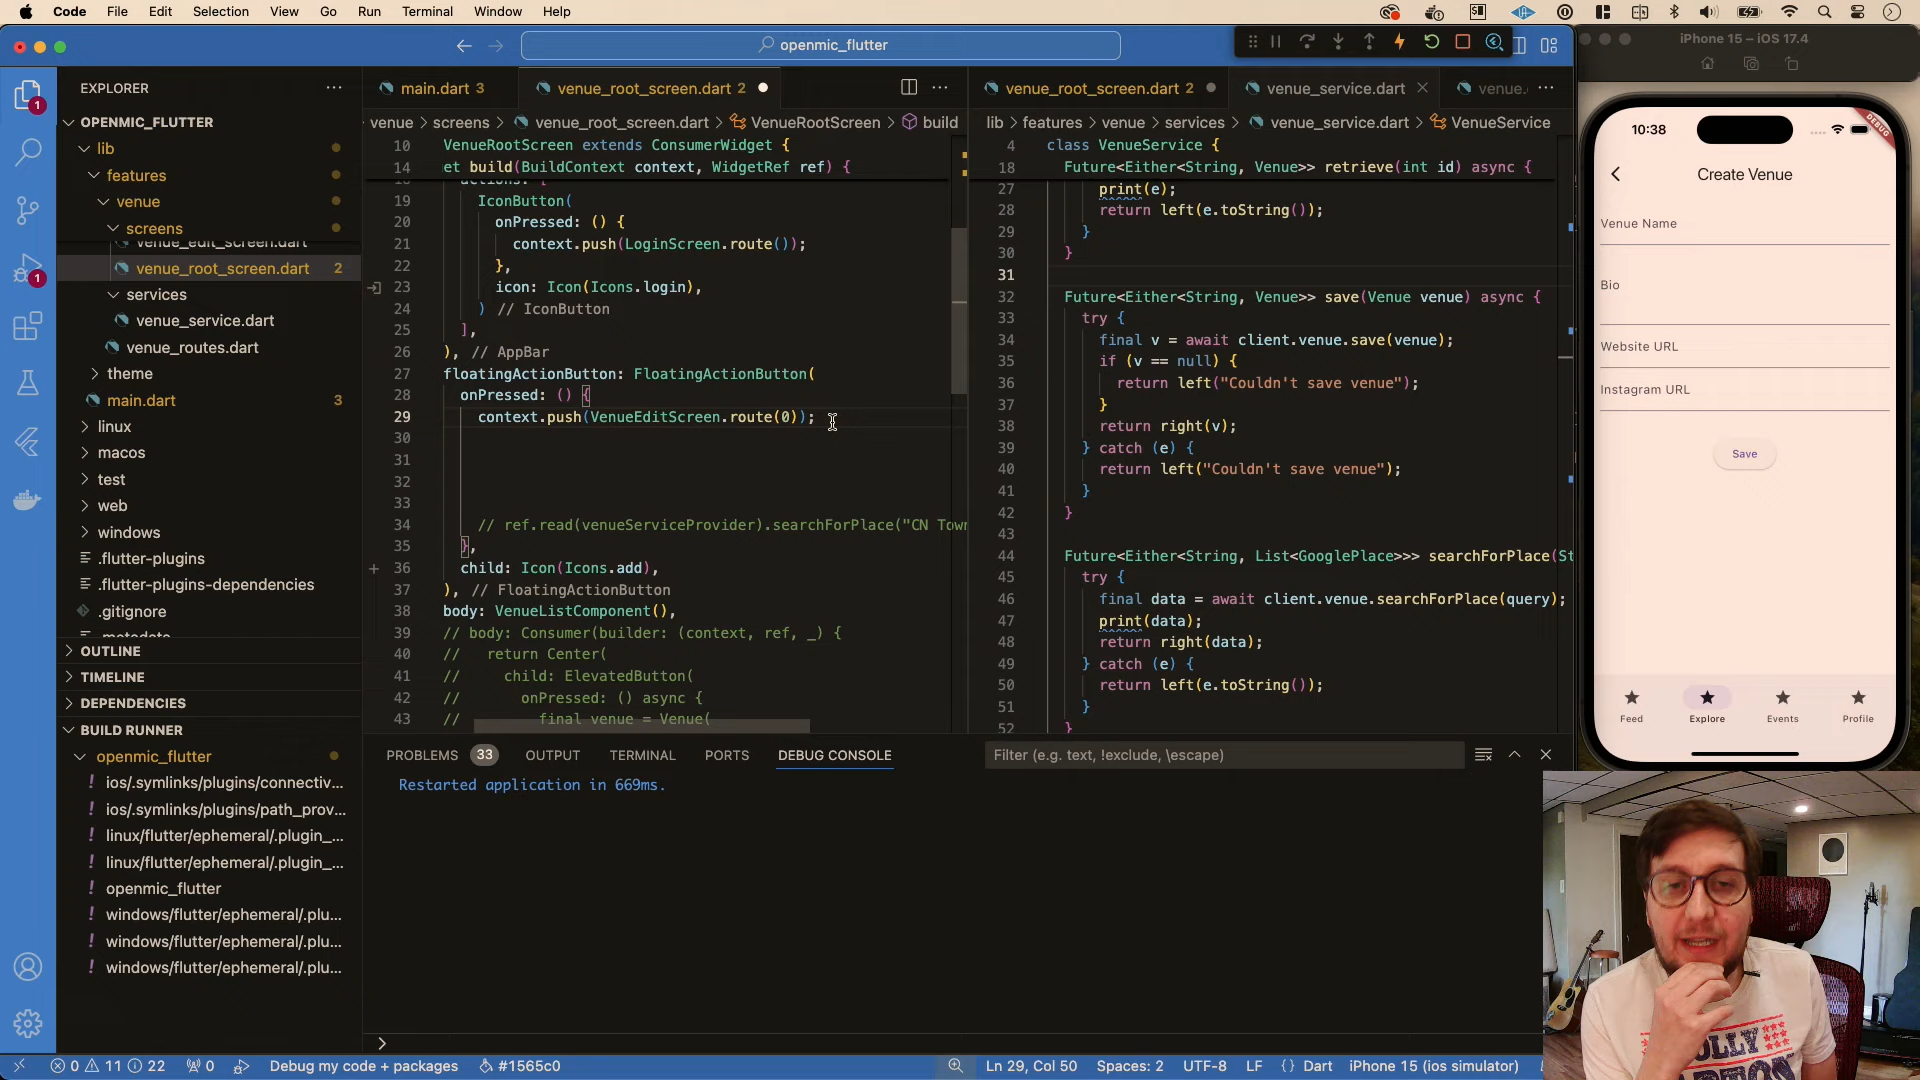 Code File Edit Selection View Go Run Terminal Window Help
openmic_flutter
iPhone 15 – iOS 17.4
EXPLORER
OPENMIC_FLUTTER
lib
features
venue
screens
venue_edit_screen.dart
venue_root_screen.dart 2
services
venue_service.dart
venue_routes.dart
theme
main.dart 3
linux
macos
test
web
windows
.flutter-plugins
.flutter-plugins-dependencies
.gitignore
.metadata
OUTLINE
TIMELINE
DEPENDENCIES
BUILD RUNNER
openmic_flutter
ios/.symlinks/plugins/connectiv...
ios/.symlinks/plugins/path_prov...
linux/flutter/ephemeral/.plugin_...
linux/flutter/ephemeral/.plugin_...
openmic_flutter
windows/flutter/ephemeral/.plu...
windows/flutter/ephemeral/.plu...
windows/flutter/ephemeral/.plu...
main.dart 3 venue_root_screen.dart 2
venue > screens > venue_root_screen.dart > VenueRootScreen > build
10 VenueRootScreen extends ConsumerWidget {
14 et build(BuildContext context, WidgetRef ref) {
18 actions: [
19 IconButton(
20 onPressed: () {
21 context.push(LoginScreen.route());
22 },
23 icon: Icon(Icons.login),
24 ) // IconButton
25 ],
26 ), // AppBar
27 floatingActionButton: FloatingActionButton(
28 onPressed: () {
29 context.push(VenueEditScreen.route(0));
30
31
32
33
34 // ref.read(venueServiceProvider).searchForPlace("CN Tow
35 },
36 child: Icon(Icons.add),
37 ), // FloatingActionButton
38 body: VenueListComponent(),
39 // body: Consumer(builder: (context, ref, _) {
40 // return Center(
41 // child: ElevatedButton(
42 // onPressed: () async {
43 // final venue = Venue(
venue_root_screen.dart 2 venue_service.dart venue.
lib > features > venue > services > venue_service.dart > VenueService
4 class VenueService {
18 Future<Either<String, Venue>> retrieve(int id) async {
27 print(e);
28 return left(e.toString());
29 }
30 }
31
32 Future<Either<String, Venue>> save(Venue venue) async {
33 try {
34 final v = await client.venue.save(venue);
35 if (v == null) {
36 return left("Couldn't save venue");
37 }
38 return right(v);
39 } catch (e) {
40 return left("Couldn't save venue");
41 }
42 }
43
44 Future<Either<String, List<GooglePlace>>> searchForPlace(St
45 try {
46 final data = await client.venue.searchForPlace(query);
47 print(data);
48 return right(data);
49 } catch (e) {
50 return left(e.toString());
51 }
52 }
PROBLEMS 33 OUTPUT TERMINAL PORTS DEBUG CONSOLE
Filter (e.g. text, !exclude, \escape)
Restarted application in 669ms.
10:38
DEBUG
Create Venue
Venue Name
Bio
Website URL
Instagram URL
Save
Feed Explore Events Profile
1
1
0 11 22 0 Debug my code + packages #1565c0
Ln 29, Col 50 Spaces: 2 UTF-8 LF {} Dart iPhone 15 (ios simulator)